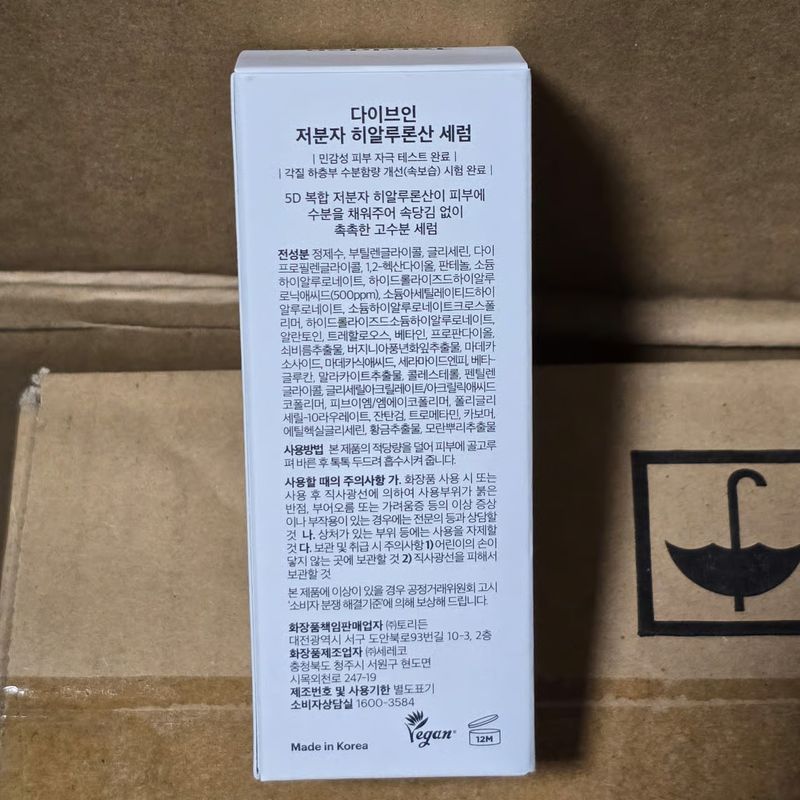 다이브인
저분자 히알루론산 세럼
| 민감성 피부 자극 테스트 완료 |
| 각질 하층부 수분함량 개선(속보습) 시험 완료 |
5D 복합 저분자 히알루론산이 피부에
수분을 채워주어 속당김 없이
촉촉한 고수분 세럼
전성분 정제수, 부틸렌글라이콜, 글리세린, 다이
프로필렌글라이콜, 1,2-헥산다이올, 판테놀, 소듐
하이알루로네이트, 하이드롤라이즈드하이알루
로닉애씨드(500ppm), 소듐아세틸레이티드하이
알루로네이트, 소듐하이알루로네이트크로스폴
리머, 하이드롤라이즈드소듐하이알루로네이트,
알란토인, 트레할로오스, 베타인, 프로판다이올,
쇠비름추출물, 버지니아풍년화잎추출물, 마데카
소사이드, 마데카식애씨드, 세라마이드엔피, 베타-
글루칸, 말라카이트추출물, 콜레스테롤, 펜틸렌
글라이콜, 글리세릴아크릴레이트/아크릴릭애씨드
코폴리머, 피브이엠/엠에이코폴리머, 폴리글리
세릴-10라우레이트, 잔탄검, 트로메타민, 카보머,
에틸헥실글리세린, 황금추출물, 모란뿌리추출물
사용방법 본 제품의 적당량을 덜어 피부에 골고루
펴 바른 후 톡톡 두드려 흡수시켜 줍니다.
사용할 때의 주의사항 가. 화장품 사용 시 또는
사용 후 직사광선에 의하여 사용부위가 붉은
반점, 부어오름 또는 가려움증 등의 이상 증상
이나 부작용이 있는 경우에는 전문의 등과 상담할
것 나. 상처가 있는 부위 등에는 사용을 자제할
것 다. 보관 및 취급 시 주의사항 1) 어린이의 손이
닿지 않는 곳에 보관할 것 2) 직사광선을 피해서
보관할 것
본 제품에 이상이 있을 경우 공정거래위원회 고시
'소비자 분쟁 해결기준'에 의해 보상해 드립니다.
화장품책임판매업자 ㈜토리든
대전광역시 서구 도안북로93번길 10-3, 2층
화장품제조업자 ㈜세레코
충청북도 청주시 서원구 현도면
시목외천로 247-19
제조번호 및 사용기한 별도표기
소비자상담실 1600-3584
Made in Korea
Vegan
12M